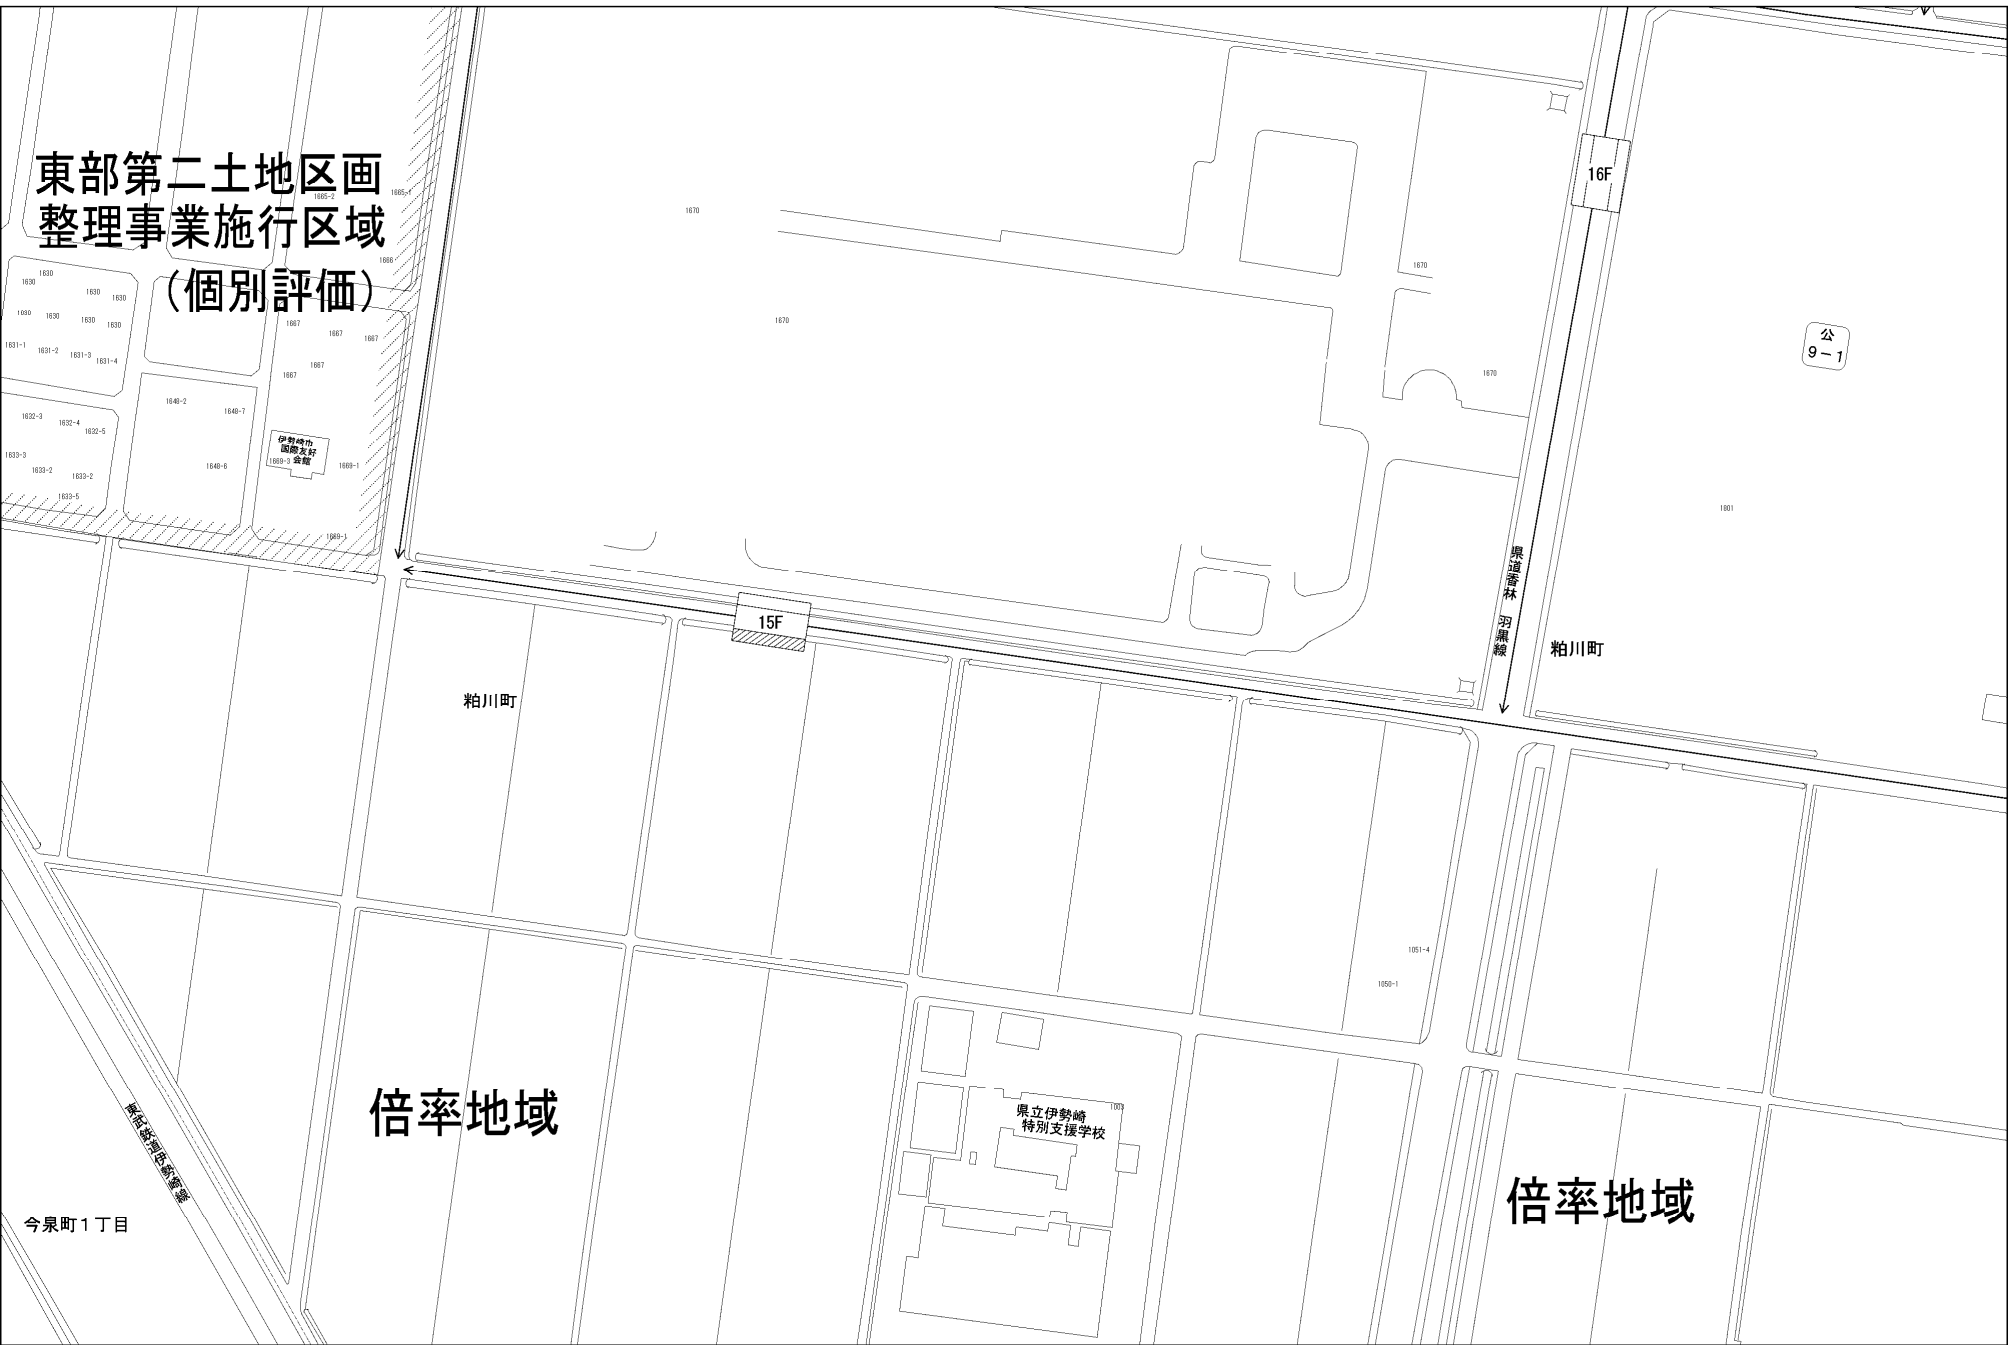 東部第二土地区画
整理事業施行区域
（個別評価）
1665-2
1665-1
1666
1670
1670
1670
1670
16F
公
9－1
1801
1630
1630
1630
1630
1630
1630
1630
1630
1631-1
1631-2
1631-3
1631-4
1667
1667
1667
1667
1667
1632-3
1632-4
1632-5
1633-3
1633-2
1633-2
1633-5
1648-2
1648-7
1648-6
伊勢崎市
国際友好
会館
1669-3
1669-1
1669-1
15F
県道香林
羽黒線
粕川町
粕川町
1051-4
1050-1
倍率地域
県立伊勢崎
特別支援学校
1003
倍率地域
東武鉄道伊勢崎線
今泉町１丁目